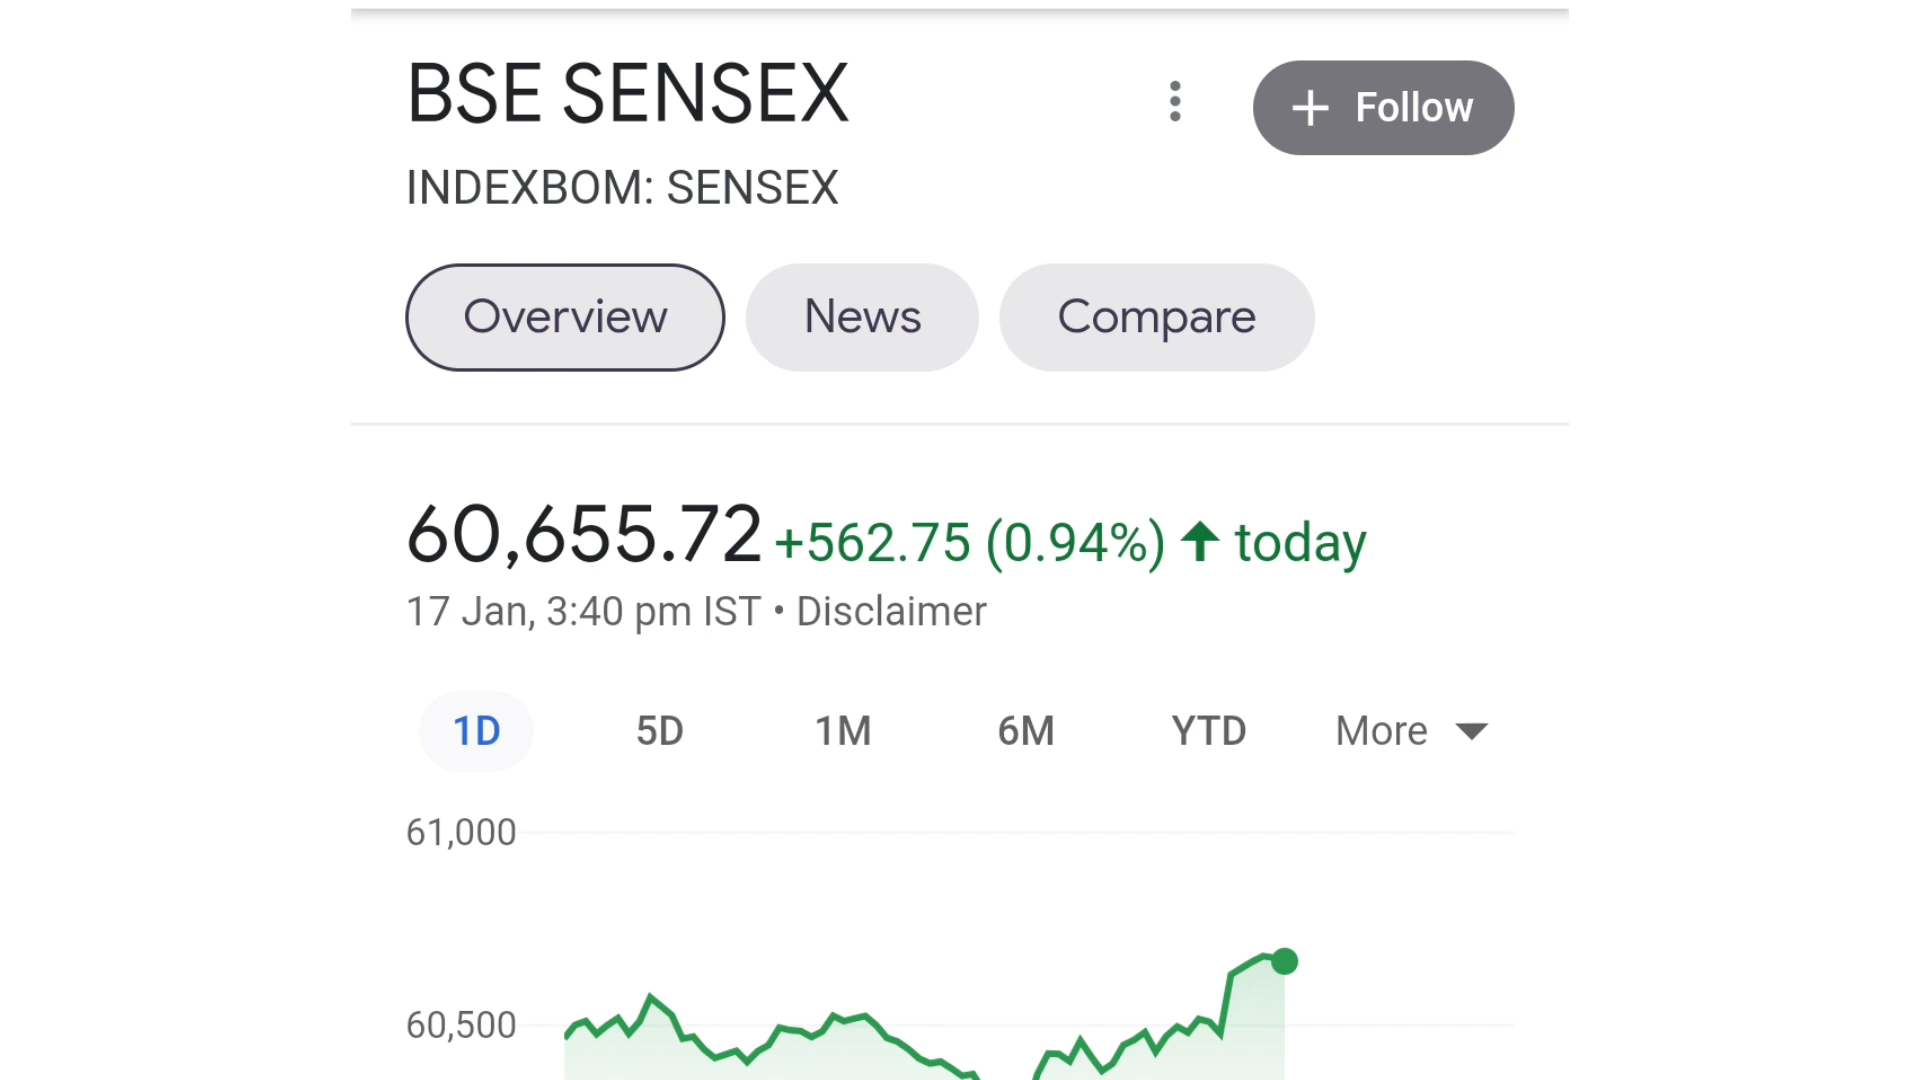 BSE SENSEX
+ Follow
INDEXBOM: SENSEX
Overview News Compare
60,655.72 +562.75 (0.94%) ↑ today
17 Jan, 3:40 pm IST • Disclaimer
1D 5D 1M 6M YTD More
61,000
60,500